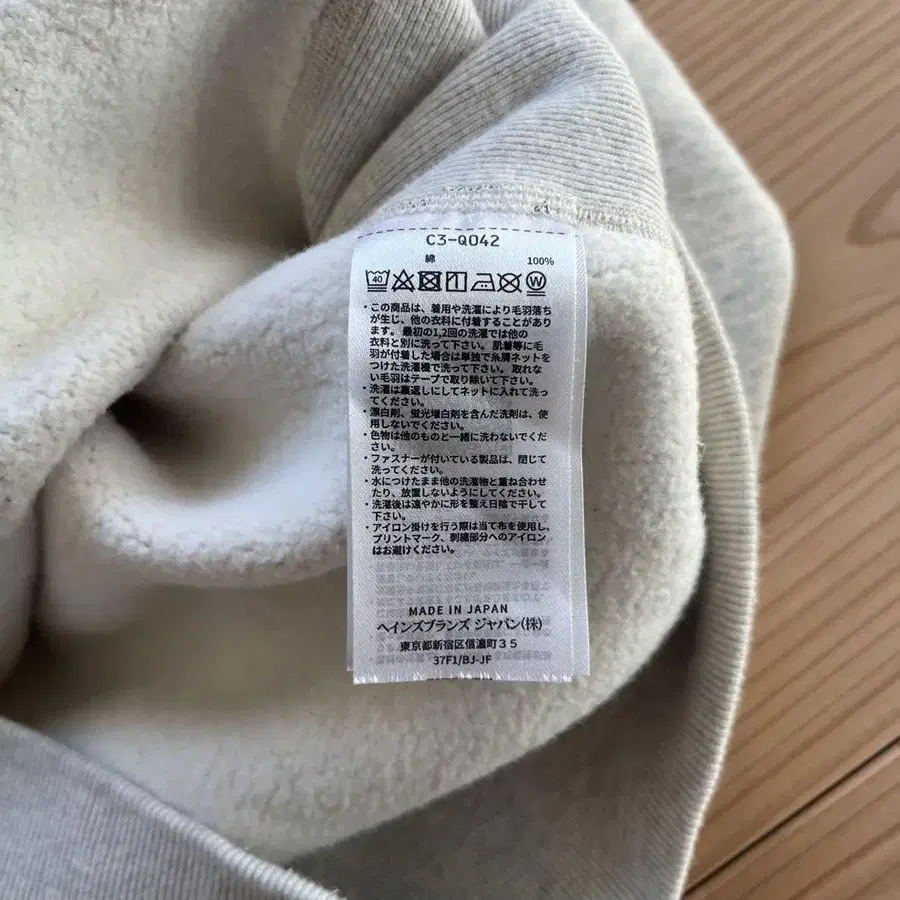 C3-Q042
綿 100%
40
W
・この商品は、着用や洗濯により毛羽落ち
が生じ、他の衣料に付着することがあり
ます。最初の1,2回の洗濯では他の
衣料と別に洗って下さい。肌着等に毛
羽が付着した場合は単独で糸屑ネットを
つけた洗濯機で洗って下さい。取れな
い毛羽はテープで取り除いて下さい。
・洗濯は裏返しにしてネットに入れて洗っ
てください。
・漂白剤、蛍光増白剤を含んだ洗剤は、使
用しないでください。
・色物は他のものと一緒に洗わないでくだ
さい。
・ファスナーが付いている製品は、閉じて
洗ってください。
・水につけたまま他の洗濯物と重ね合わせ
たり、放置しないようにしてください。
・洗濯後は速やかに形を整え日陰で干して
下さい。
・アイロン掛けを行う際は当て布を使用し、
プリントマーク、刺繍部分へのアイロン
はお避けください。
MADE IN JAPAN
ヘインズブランズ ジャパン(株)
東京都新宿区信濃町35
37F1/BJ-JP